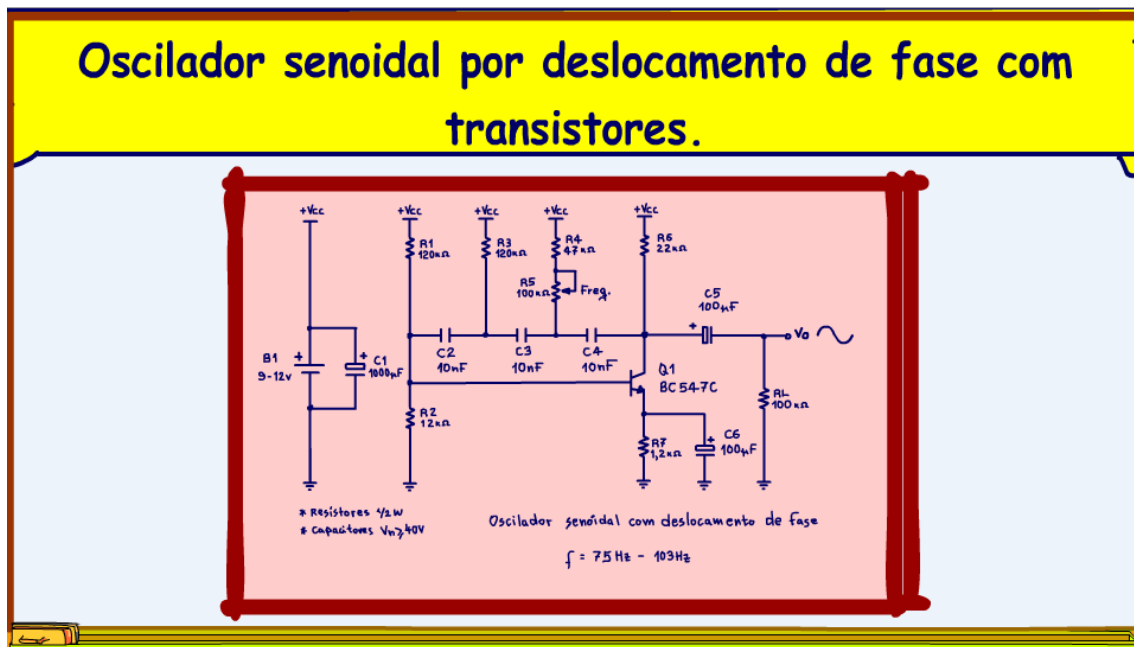 Oscilador senoidal por deslocamento de fase com
transistores.
+Vcc
+Vcc
+Vcc
+Vcc
+Vcc
R1
120KΩ
R3
120KΩ
R4
47KΩ
R6
22KΩ
R5
100KΩ
Freq.
C5
100µF
+
Vo
B1
9-12v
+
C1
1000µF
+
C2
10nF
C3
10nF
C4
10nF
Q1
BC547C
R2
12KΩ
RL
100KΩ
R7
1,2KΩ
C6
100µF
+
* Resistores 1/2 W
* Capacitores Vn≥40V
Oscilador senoidal com deslocamento de fase
f = 75Hz - 103Hz